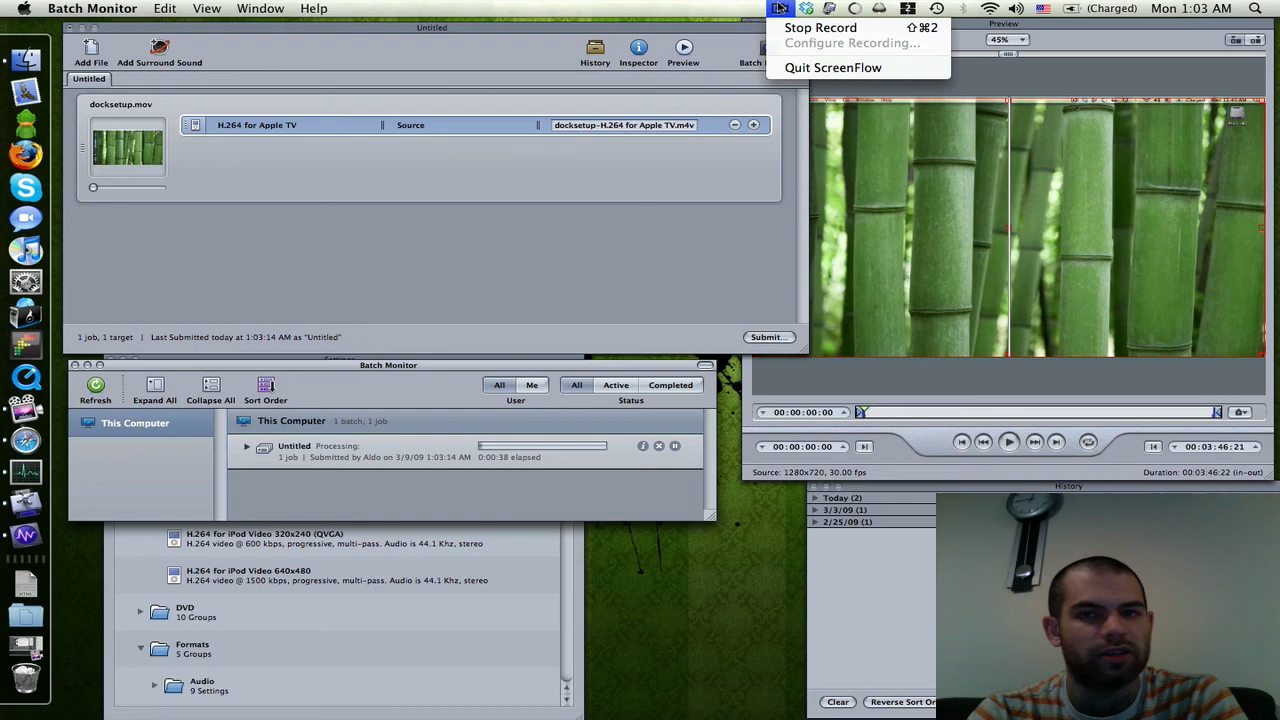 Batch Monitor Edit View Window Help
(Charged) Mon 1:03 AM
Stop Record ⇧⌘2
Configure Recording...
Quit ScreenFlow
Untitled
Add File Add Surround Sound History Inspector Preview Batch
Untitled
docksetup.mov
H.264 for Apple TV Source docksetup-H.264 for Apple TV.m4v
1 job, 1 target Last Submitted today at 1:03:14 AM as "Untitled" Submit...
Preview
45%
00:00:00:00
00:00:00:00 00:03:46:21
Source: 1280x720, 30.00 fps Duration: 00:03:46:22 (in-out)
Batch Monitor
Refresh Expand All Collapse All Sort Order
All Me
User
All Active Completed
Status
This Computer
This Computer 1 batch, 1 job
Untitled Processing:
1 job | Submitted by Aldo on 3/9/09 1:03:14 AM 0:00:38 elapsed
H.264 for iPod Video 320x240 (QVGA)
H.264 video @ 600 kbps, progressive, multi-pass. Audio is 44.1 Khz, stereo
H.264 for iPod Video 640x480
H.264 video @ 1500 kbps, progressive, multi-pass. Audio is 44.1 Khz, stereo
DVD
10 Groups
Formats
5 Groups
Audio
9 Settings
History
Today (2)
3/3/09 (1)
2/25/09 (1)
Clear Reverse Sort Or